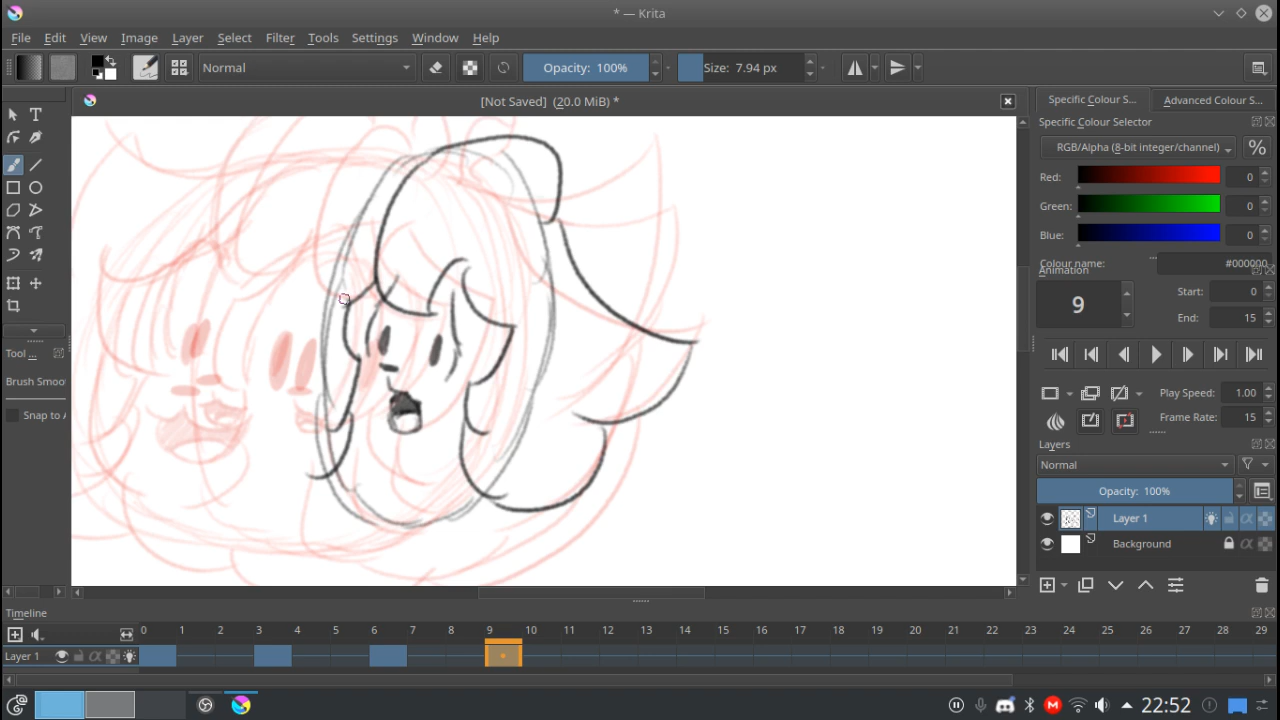 * — Krita
File Edit View Image Layer Select Filter Tools Settings Window Help
Normal Opacity: 100% Size: 7.94 px
[Not Saved] (20.0 MiB) *
Specific Colour S... Advanced Colour S...
Specific Colour Selector
RGB/Alpha (8-bit integer/channel) %
Red: 0
Green: 0
Blue: 0
Colour name: #000000
Animation
9 Start: 0
End: 15
Tool ...
Brush Smoo
Snap to A
Play Speed: 1.00
Frame Rate: 15
Layers
Normal
Opacity: 100%
Layer 1
Background
Timeline
0 1 2 3 4 5 6 7 8 9 10 11 12 13 14 15 16 17 18 19 20 21 22 23 24 25 26 27 28 29
Layer 1
22:52